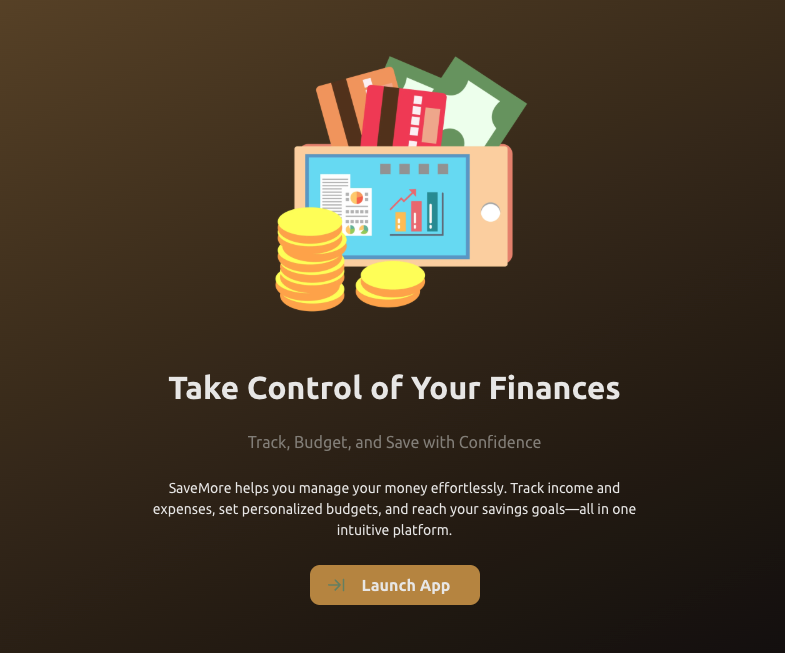 Take Control of Your Finances
Track, Budget, and Save with Confidence
SaveMore helps you manage your money effortlessly. Track income and
expenses, set personalized budgets, and reach your savings goals—all in one
intuitive platform.
Launch App